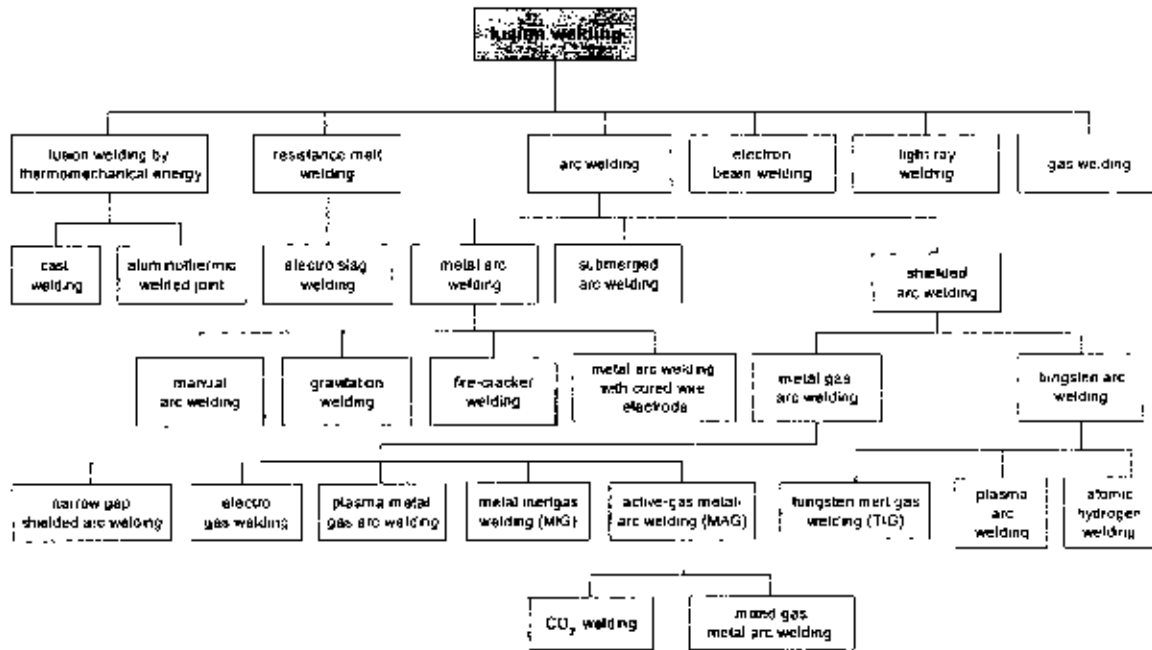 fusion welding
fusion welding by
thermomechanical energy
resistance melt
welding
arc welding
electron
beam welding
light ray
welding
gas welding
cast
welding
aluminothermic
welded joint
electro slag
welding
metal arc
welding
submerged
arc welding
shielded
arc welding
manual
arc welding
gravitation
welding
fire-cracker
welding
metal arc welding
with cored wire
electrode
metal gas
arc welding
tungsten arc
welding
narrow gap
shielded arc welding
electro
gas welding
plasma metal
gas arc welding
metal inert gas
welding (MIG)
active-gas metal-
arc welding (MAG)
tungsten inert gas
welding (TIG)
plasma
arc
welding
atomic
hydrogen
welding
CO₂ welding
mixed gas
metal arc welding